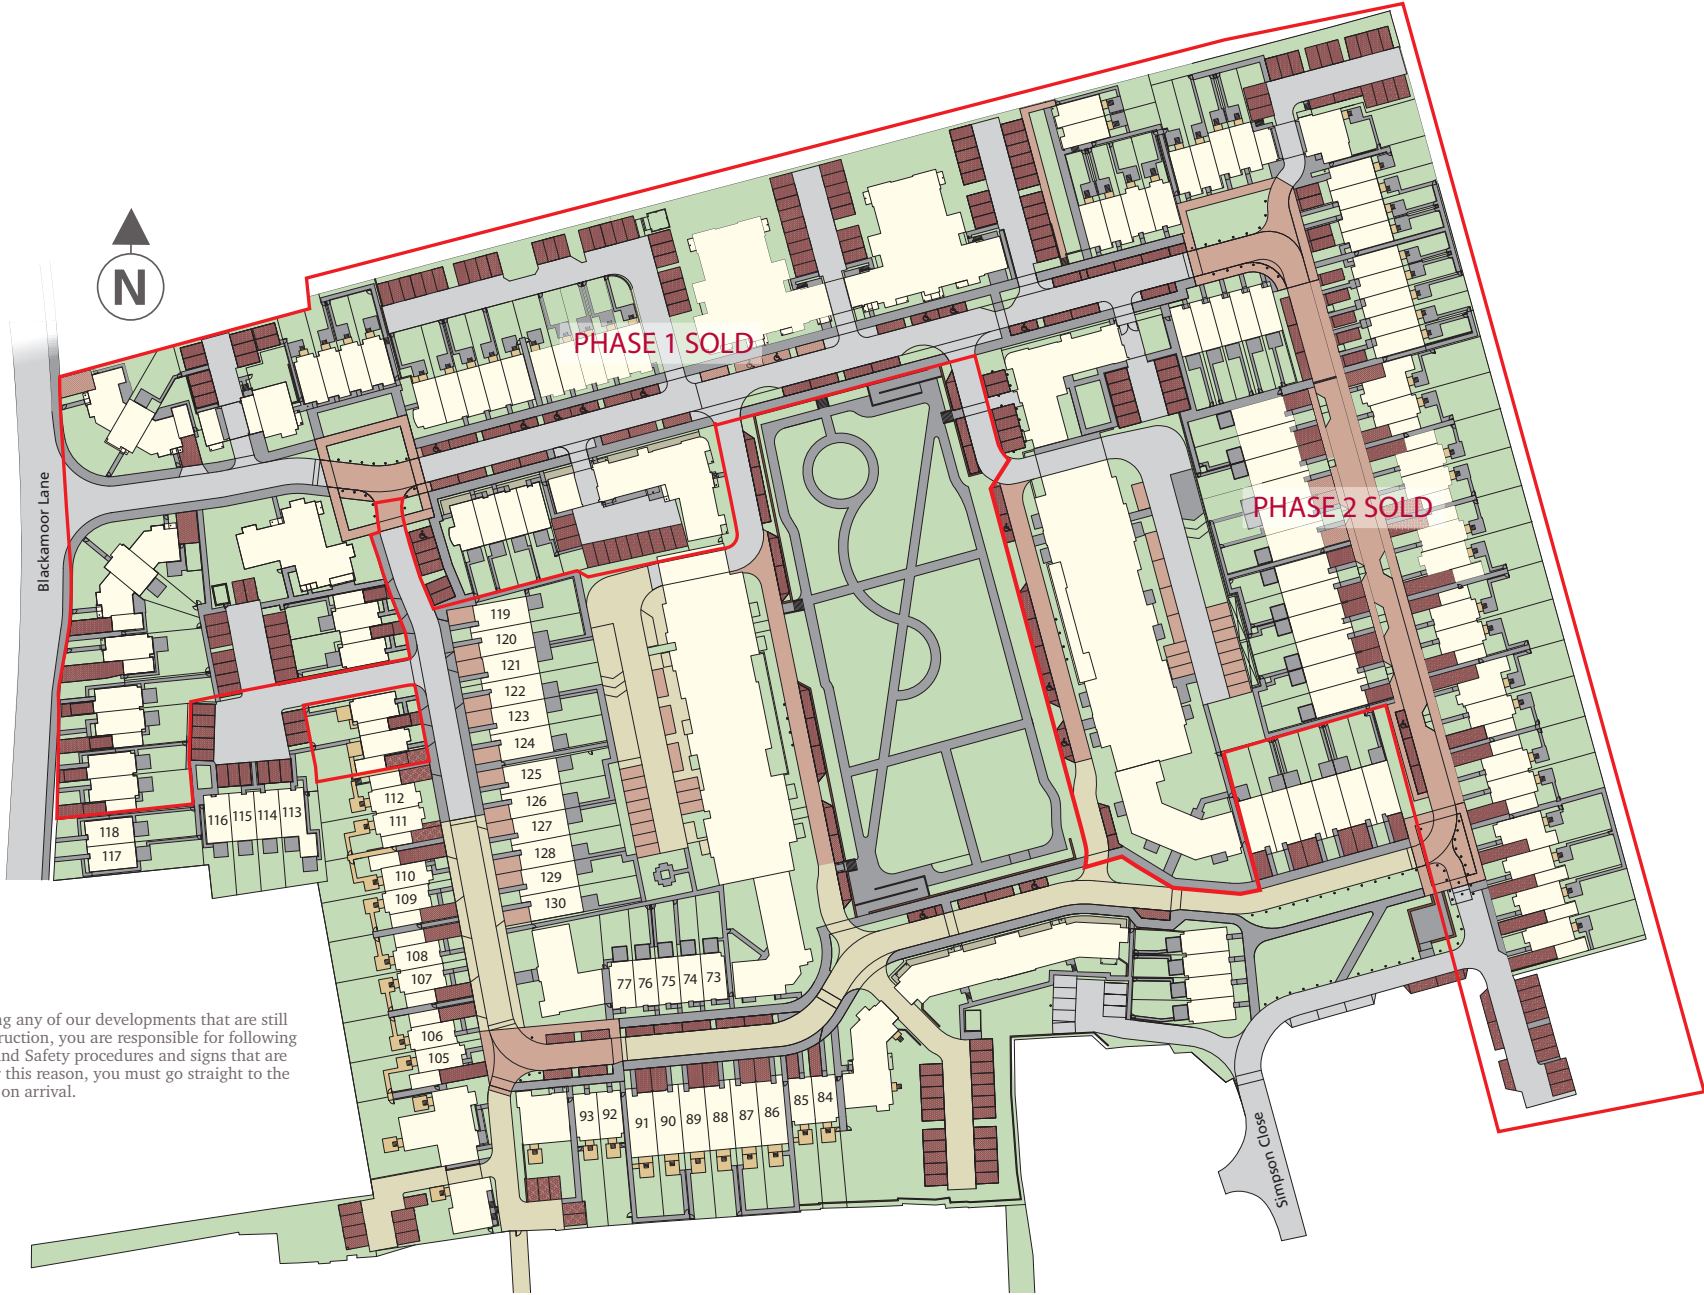 N
PHASE 1 SOLD
PHASE 2 SOLD
Blackamoor Lane
119
120
121
122
123
124
125
126
127
128
129
130
116 115 114 113
118
117
112
111
110
109
108
107
106
105
77 76 75 74 73
93 92 91 90 89 88 87 86 85 84
Simpson Close
ng any of our developments that are still
ruction, you are responsible for following
and Safety procedures and signs that are
r this reason, you must go straight to the
on arrival.